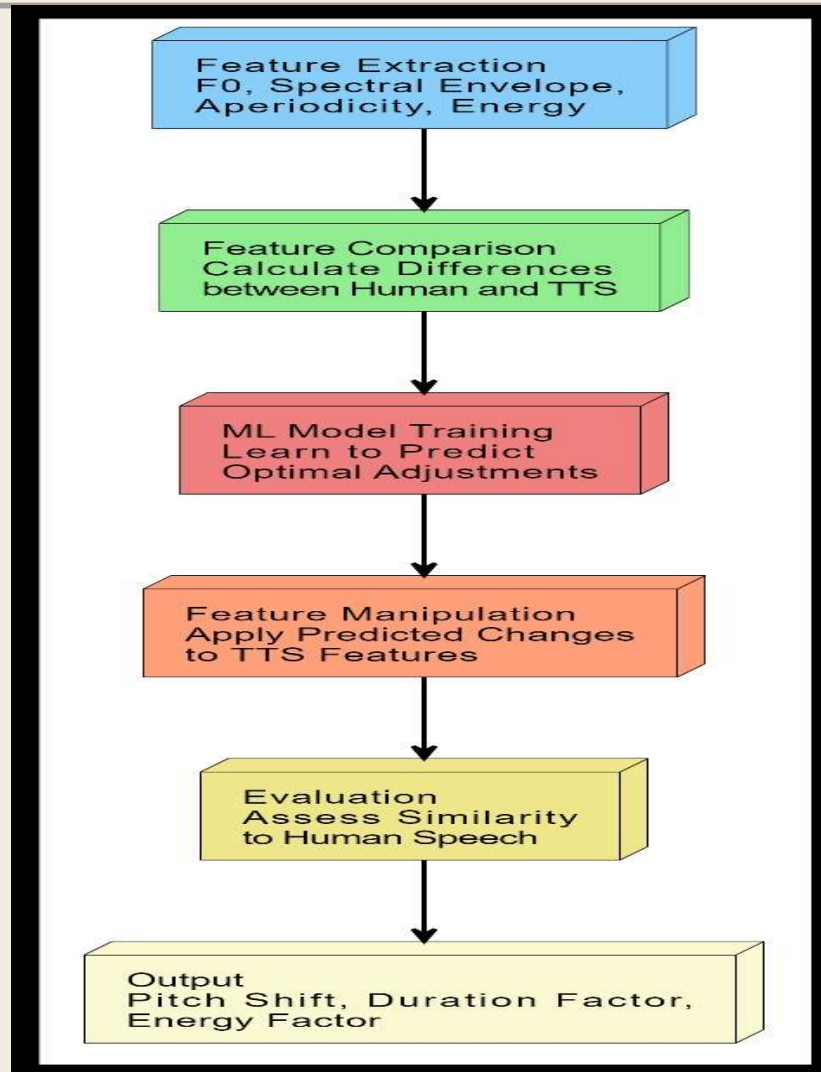 Feature Extraction
F0, Spectral Envelope,
Aperiodicity, Energy
Feature Comparison
Calculate Differences
between Human and TTS
ML Model Training
Learn to Predict
Optimal Adjustments
Feature Manipulation
Apply Predicted Changes
to TTS Features
Evaluation
Assess Similarity
to Human Speech
Output
Pitch Shift, Duration Factor,
Energy Factor